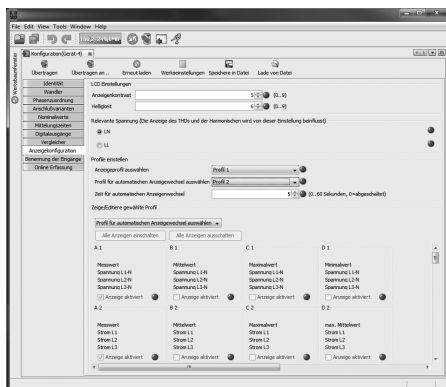 File Edit View Tools Window Help
Konfiguration(Gerät-4)
Übertragen Übertragen an .. Erneut laden Werkseinstellungen Speichere in Datei Lade von Datei
Identität
Wandler
Phasenzuordnung
Anschlußvarianten
Nominalwerte
Mittelungszeiten
Digitalausgänge
Vergleicher
Anzeigekonfiguration
Benennung der Eingänge
Online Erfassung
LCD Einstellungen
Anzeigenkontrast 5 (0..9)
Helligkeit 6 (0..9)
Relevante Spannung (Die Anzeige des THDs und der Harmonischen wird von dieser Einstellung beinflusst)
LN
LL
Profile einstellen
Anzeigeprofil auswählen Profil 1
Profil für automatischen Anzeigewechsel auswählen Profil 2
Zeit für automatischen Anzeigenwechsel 5 (0..60 Sekunden, 0=abgeschaltet)
Zeige/Editiere gewählte Profil
Profil für automatischen Anzeigewechsel auswählen
Alle Anzeigen einschalten Alle Anzeigen ausschalten
A 1 B 1 C 1 D 1
Messwert Mittelwert Maximalwert Minimalwert
Spannung L1-N Spannung L1-N Spannung L1-N Spannung L1-N
Spannung L2-N Spannung L2-N Spannung L2-N Spannung L2-N
Spannung L3-N Spannung L3-N Spannung L3-N Spannung L3-N
Anzeige aktiviert Anzeige aktiviert Anzeige aktiviert Anzeige aktiviert
A 2 B 2 C 2 D 2
Messwert Mittelwert Maximalwert max. Mittelwert
Strom L1 Strom L1 Strom L1 Strom L1
Strom L2 Strom L2 Strom L2 Strom L2
Strom L3 Strom L3 Strom L3 Strom L3
Anzeige aktiviert Anzeige aktiviert Anzeige aktiviert Anzeige aktiviert